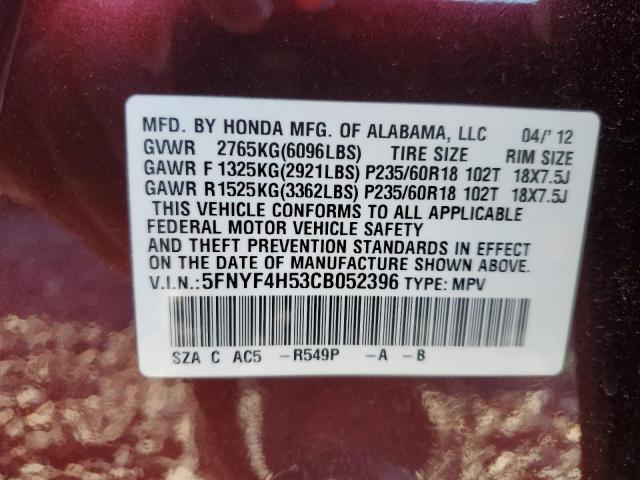 MFD. BY HONDA MFG. OF ALABAMA, LLC 04/'12
GVWR 2765KG(6096LBS) TIRE SIZE RIM SIZE
GAWR F 1325KG(2921LBS) P235/60R18 102T 18X7.5J
GAWR R1525KG(3362LBS) P235/60R18 102T 18X7.5J
THIS VEHICLE CONFORMS TO ALL APPLICABLE
FEDERAL MOTOR VEHICLE SAFETY
AND THEFT PREVENTION STANDARDS IN EFFECT
ON THE DATE OF MANUFACTURE SHOWN ABOVE.
V.I.N.:5FNYF4H53CB052396 TYPE: MPV
SZA C AC5 -R549P -A -B